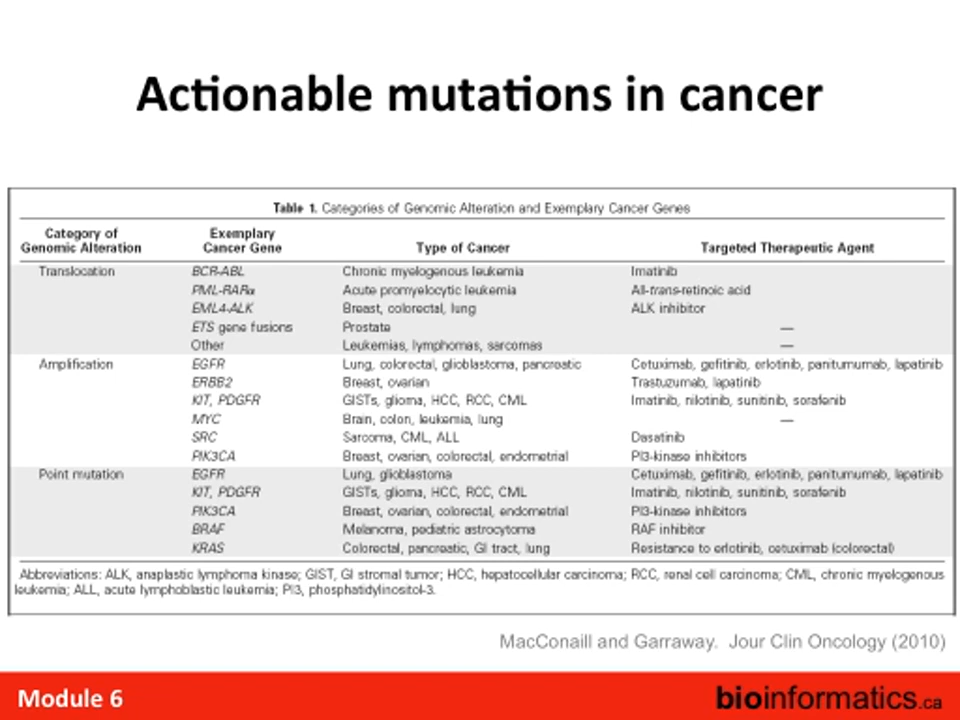 Actionable mutations in cancer
Table 1. Categories of Genomic Alteration and Exemplary Cancer Genes
Category of Genomic Alteration Exemplary Cancer Gene Type of Cancer Targeted Therapeutic Agent
Translocation BCR-ABL Chronic myelogenous leukemia Imatinib
PML-RARα Acute promyelocytic leukemia All-trans-retinoic acid
EML4-ALK Breast, colorectal, lung ALK inhibitor
ETS gene fusions Prostate —
Other Leukemias, lymphomas, sarcomas —
Amplification EGFR Lung, colorectal, glioblastoma, pancreatic Cetuximab, gefitinib, erlotinib, panitumumab, lapatinib
ERBB2 Breast, ovarian Trastuzumab, lapatinib
KIT, PDGFR GISTs, glioma, HCC, RCC, CML Imatinib, nilotinib, sunitinib, sorafenib
MYC Brain, colon, leukemia, lung —
SRC Sarcoma, CML, ALL Dasatinib
PIK3CA Breast, ovarian, colorectal, endometrial PI3-kinase inhibitors
Point mutation EGFR Lung, glioblastoma Cetuximab, gefitinib, erlotinib, panitumumab, lapatinib
KIT, PDGFR GISTs, glioma, HCC, RCC, CML Imatinib, nilotinib, sunitinib, sorafenib
PIK3CA Breast, ovarian, colorectal, endometrial PI3-kinase inhibitors
BRAF Melanoma, pediatric astrocytoma RAF inhibitor
KRAS Colorectal, pancreatic, GI tract, lung Resistance to erlotinib, cetuximab (colorectal)
Abbreviations: ALK, anaplastic lymphoma kinase; GIST, GI stromal tumor; HCC, hepatocellular carcinoma; RCC, renal cell carcinoma; CML, chronic myelogenous
leukemia; ALL, acute lymphoblastic leukemia; PI3, phosphatidylinositol-3.
MacConaill and Garraway. Jour Clin Oncology (2010)
Module 6
bioinformatics.ca